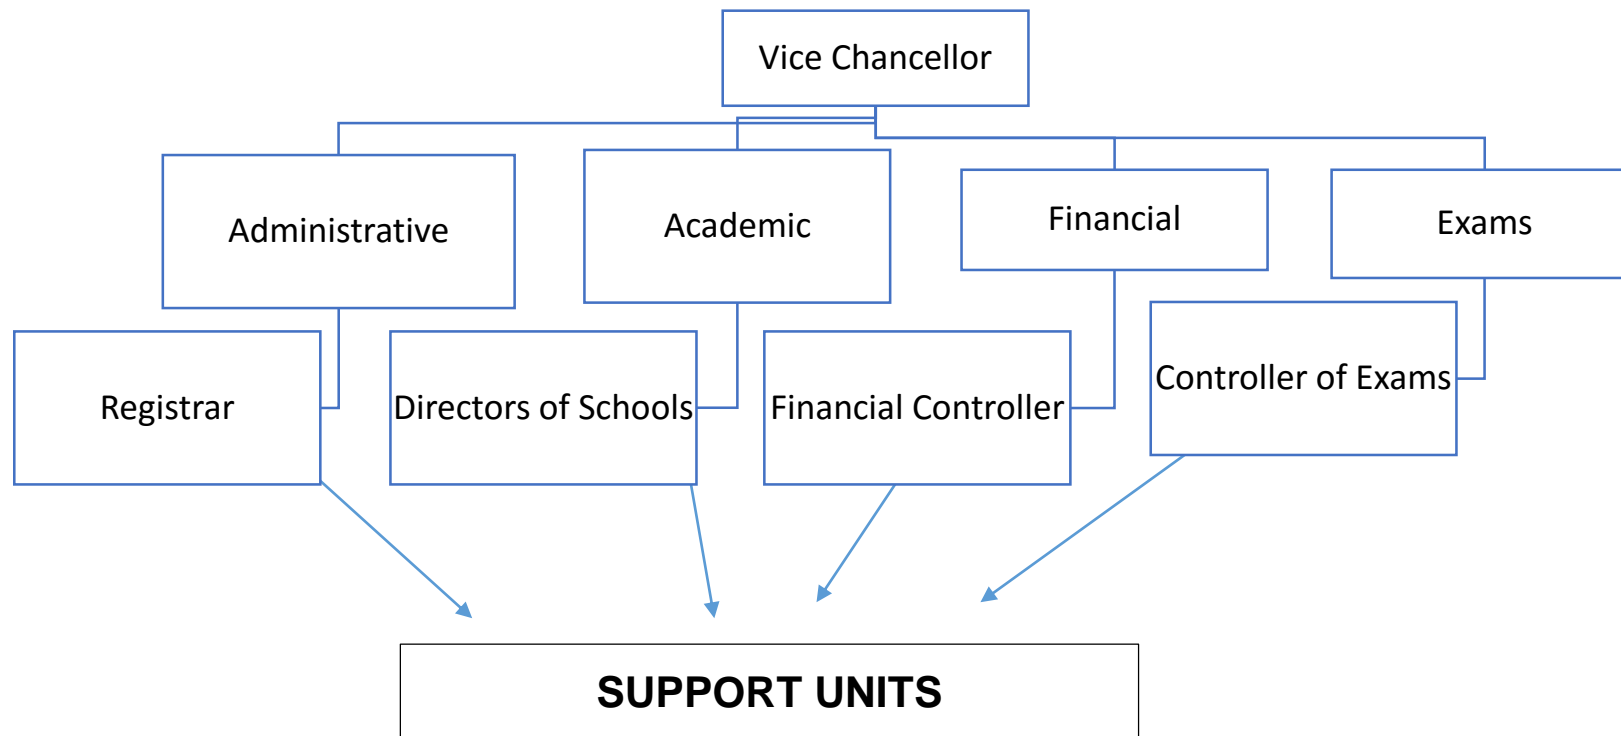 Vice Chancellor
Administrative
Academic
Financial
Exams
Registrar
Directors of Schools
Financial Controller
Controller of Exams
SUPPORT UNITS